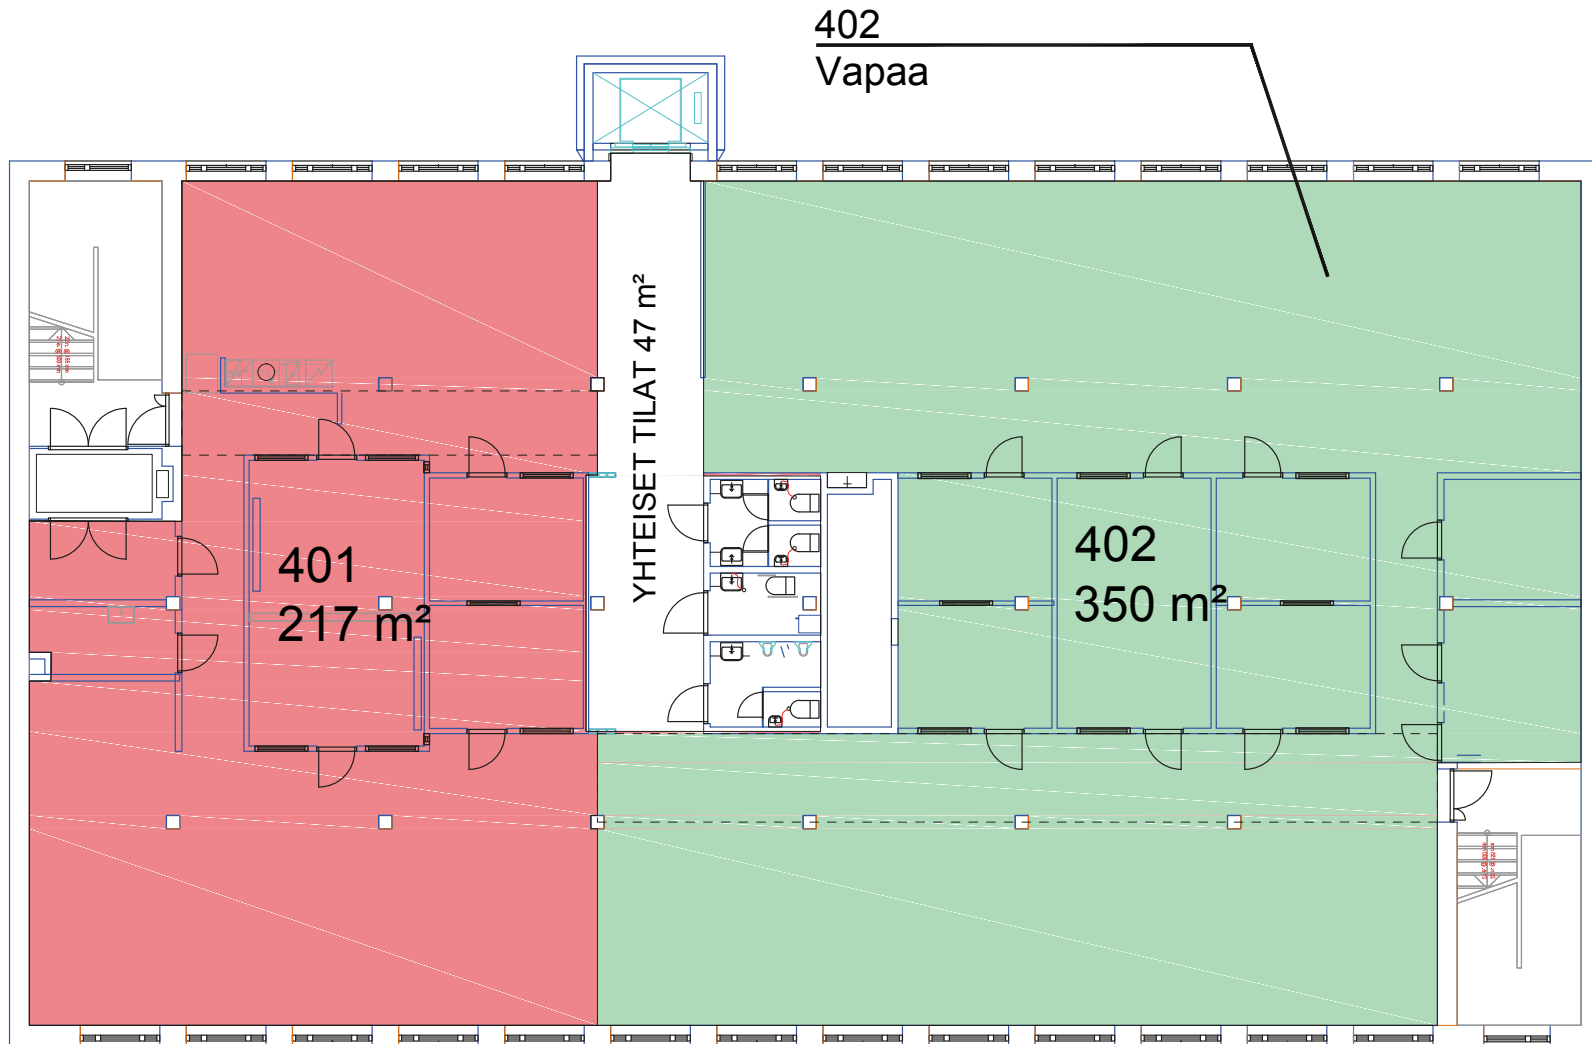 402
Vapaa
YHTEISET TILAT 47 m²
401
217 m²
402
350 m²